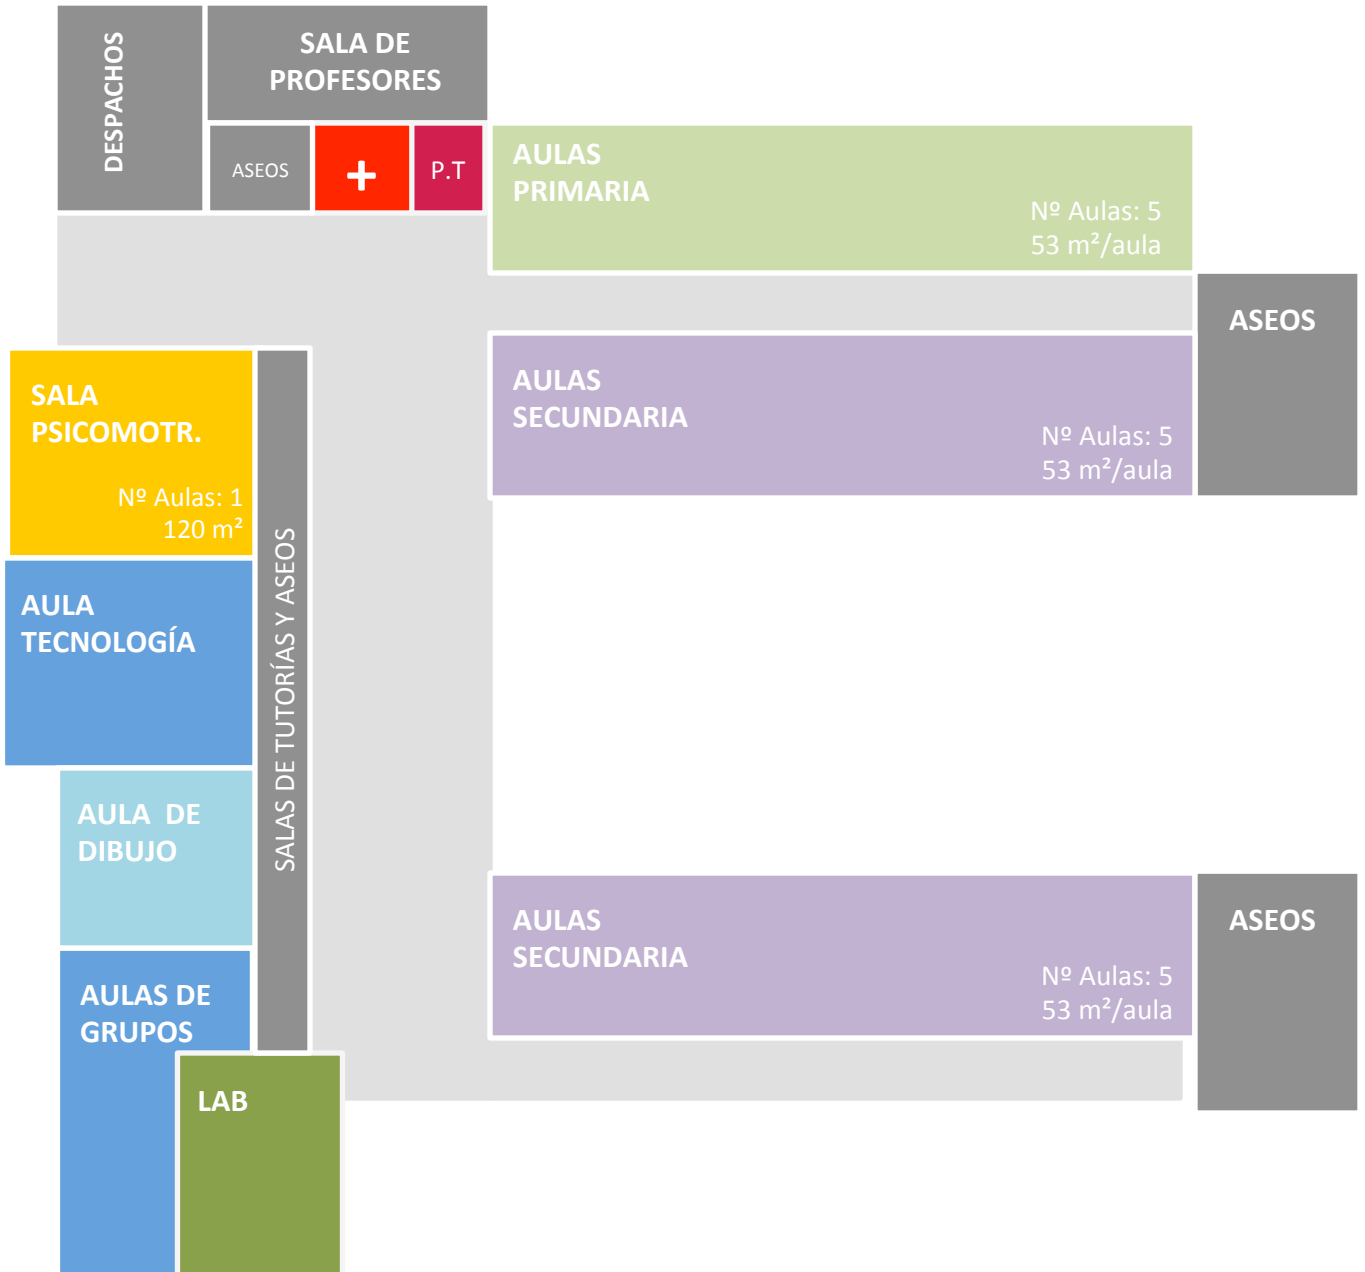 DESPACHOS
SALA DE
PROFESORES
ASEOS
+
P.T
AULAS
PRIMARIA
Nº Aulas: 5
53 m²/aula
ASEOS
AULAS
SECUNDARIA
Nº Aulas: 5
53 m²/aula
SALA
PSICOMOTR.
Nº Aulas: 1
120 m²
SALAS DE TUTORÍAS Y ASEOS
AULA
TECNOLOGÍA
AULA DE
DIBUJO
AULAS
SECUNDARIA
Nº Aulas: 5
53 m²/aula
ASEOS
AULAS DE
GRUPOS
LAB